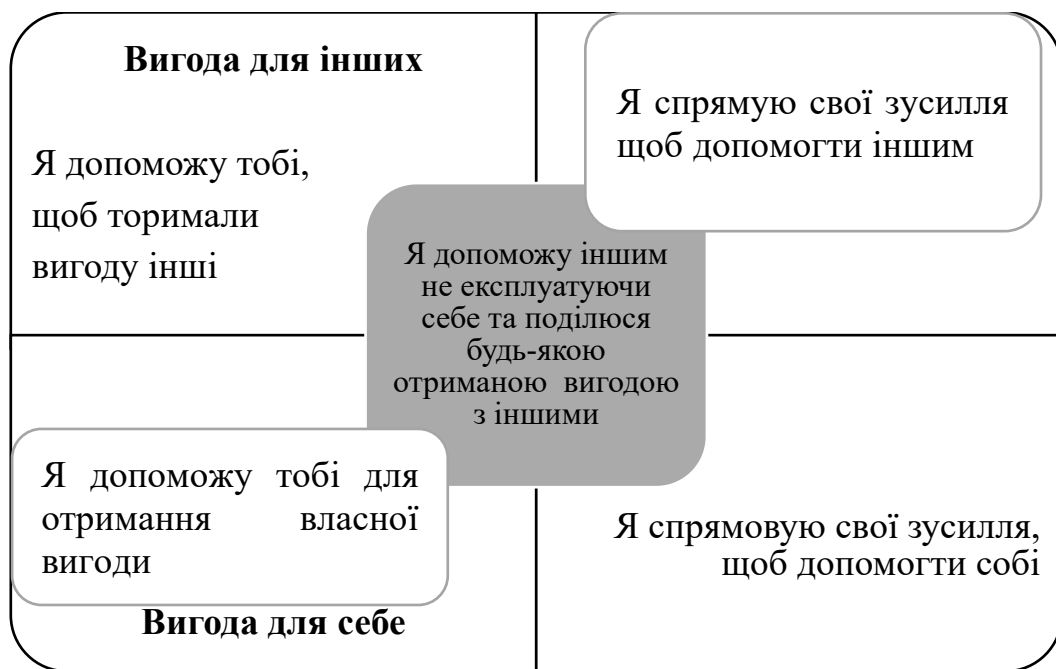 Вигода для інших
Я допоможу тобі,
щоб торимали
вигоду інші
Я спрямую свої зусилля
щоб допомогти іншим
Я допоможу іншим
не експлуатуючи
себе та поділюся
будь-якою
отриманою вигодою
з іншими
Я допоможу тобі для
отримання власної
вигоди
Вигода для себе
Я спрямовую свої зусилля,
щоб допомогти собі